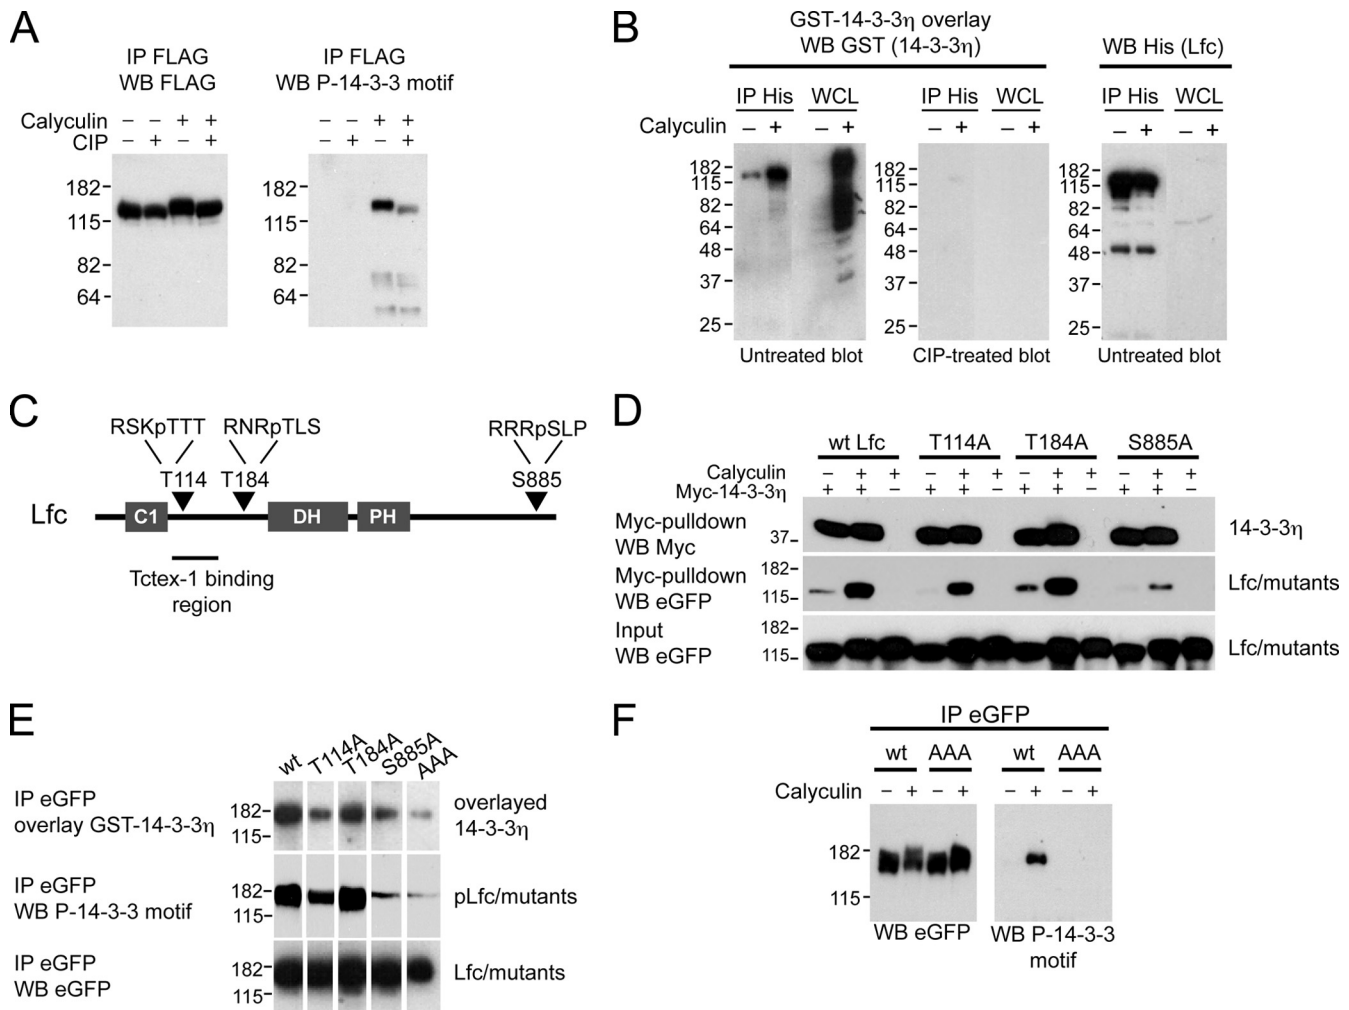 A
IP FLAG
WB FLAG
IP FLAG
WB P-14-3-3 motif
Calyculin – – + + – – + +
CIP – + – + – + – +
182
115
82
64
182
115
82
64
B
GST-14-3-3η overlay
WB GST (14-3-3η)
WB His (Lfc)
IP His WCL IP His WCL IP His WCL
Calyculin – + – + – + – + – + – +
182
115
82
64
48
37
25
182
115
82
64
48
37
25
182
115
82
64
48
37
25
Untreated blot
CIP-treated blot
Untreated blot
C
RSKpTTT RNRpTLS RRRpSLP
T114 T184 S885
Lfc C1 DH PH
Tctex-1 binding
region
D
wt Lfc T114A T184A S885A
Calyculin – + + – + + – + + – + +
Myc-14-3-3η + + – + + – + + – + + –
Myc-pulldown
WB Myc
37
14-3-3η
Myc-pulldown
WB eGFP
182
115
Lfc/mutants
Input
WB eGFP
182
115
Lfc/mutants
E
wt T114A T184A S885A AAA
IP eGFP
overlay GST-14-3-3η
182
115
overlayed
14-3-3η
IP eGFP
WB P-14-3-3 motif
182
115
pLfc/mutants
IP eGFP
WB eGFP
182
115
Lfc/mutants
F
IP eGFP
wt AAA wt AAA
Calyculin – + – + – + – +
182
115
WB eGFP
WB P-14-3-3
motif